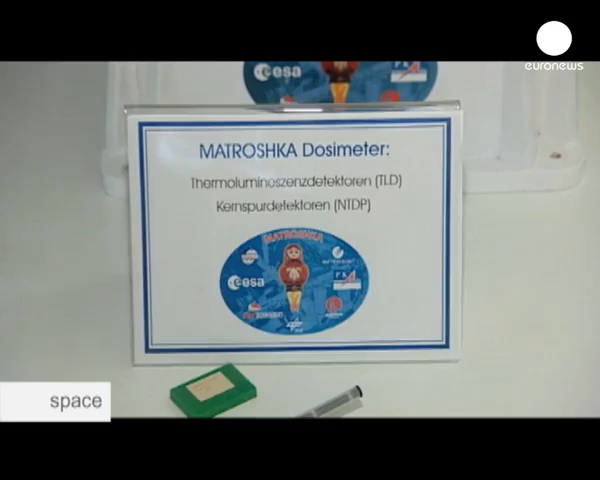 euronews
esa
MATROSHKA Dosimeter:
Thermolumineszenzdetektoren (TLD)
Kernspurdetektoren (NTDP)
MATROSHKA
esa
space